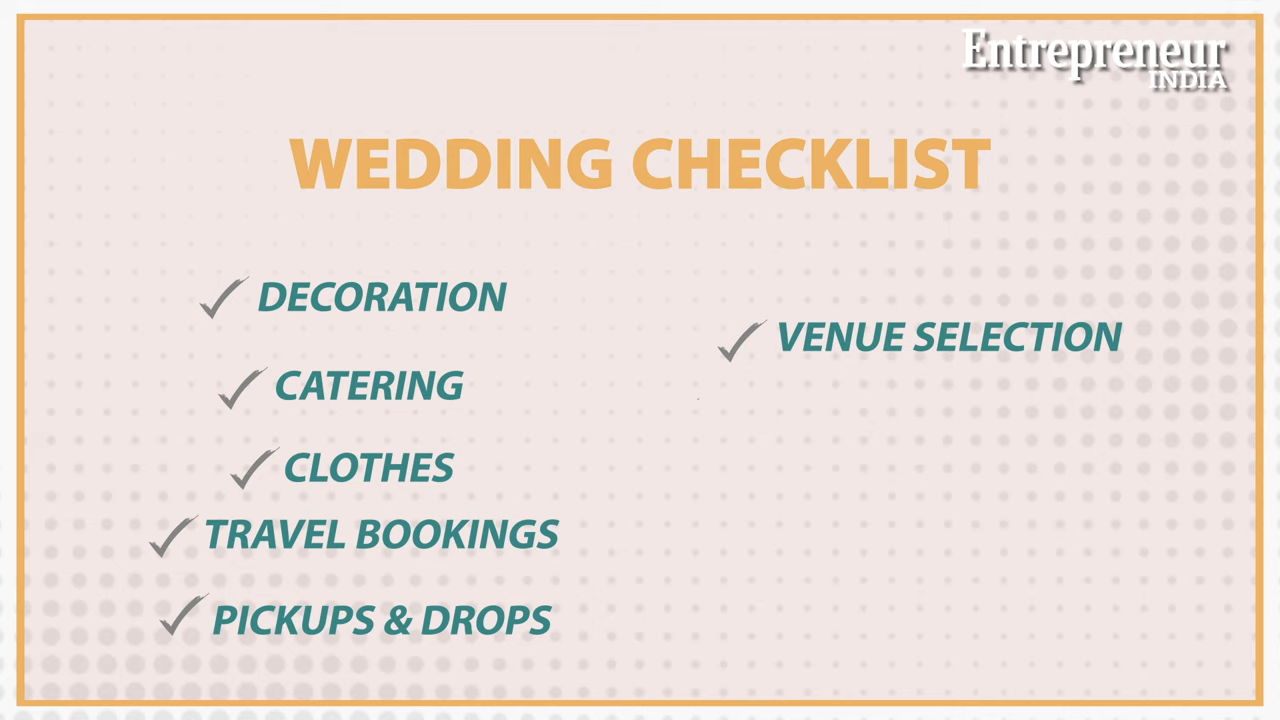 Entrepreneur
INDIA
WEDDING CHECKLIST
DECORATION
CATERING
CLOTHES
TRAVEL BOOKINGS
PICKUPS & DROPS
VENUE SELECTION